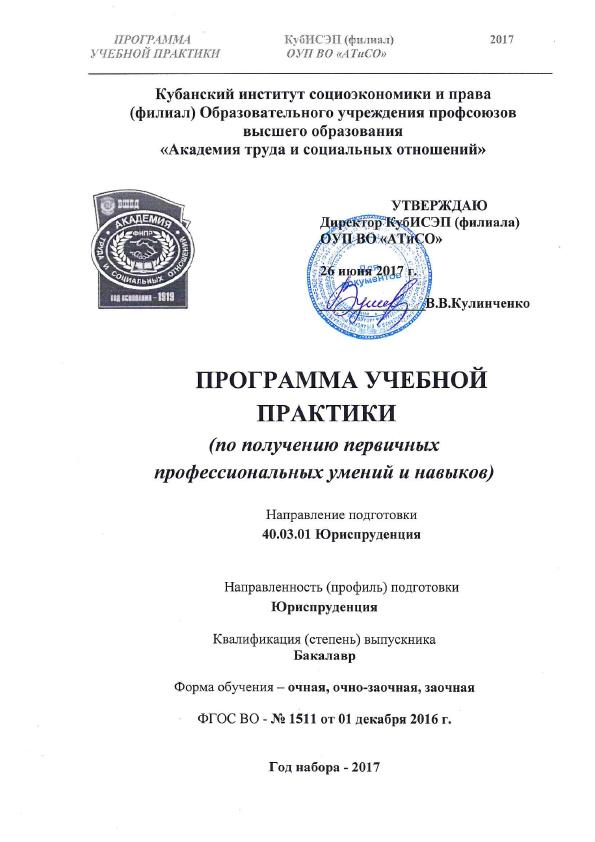 ПРОГРАММА КубИСЭП (филиал) 2017
УЧЕБНОЙ ПРАКТИКИ ОУП ВО «АТиСО»
Кубанский институт социоэкономики и права
(филиал) Образовательного учреждения профсоюзов
высшего образования
«Академия труда и социальных отношений»
АКАДЕМИЯ
ФНПР
ТРУДА И СОЦИАЛЬНЫХ ОТНОШЕНИЙ
год основания – 1919
УТВЕРЖДАЮ
Директор КубИСЭП (филиала)
ОУП ВО «АТиСО»
26 июня 2017 г.
Для
документов
В.В.Кулинченко
ПРОГРАММА УЧЕБНОЙ
ПРАКТИКИ
(по получению первичных
профессиональных умений и навыков)
Направление подготовки
40.03.01 Юриспруденция
Направленность (профиль) подготовки
Юриспруденция
Квалификация (степень) выпускника
Бакалавр
Форма обучения – очная, очно-заочная, заочная
ФГОС ВО - № 1511 от 01 декабря 2016 г.
Год набора - 2017